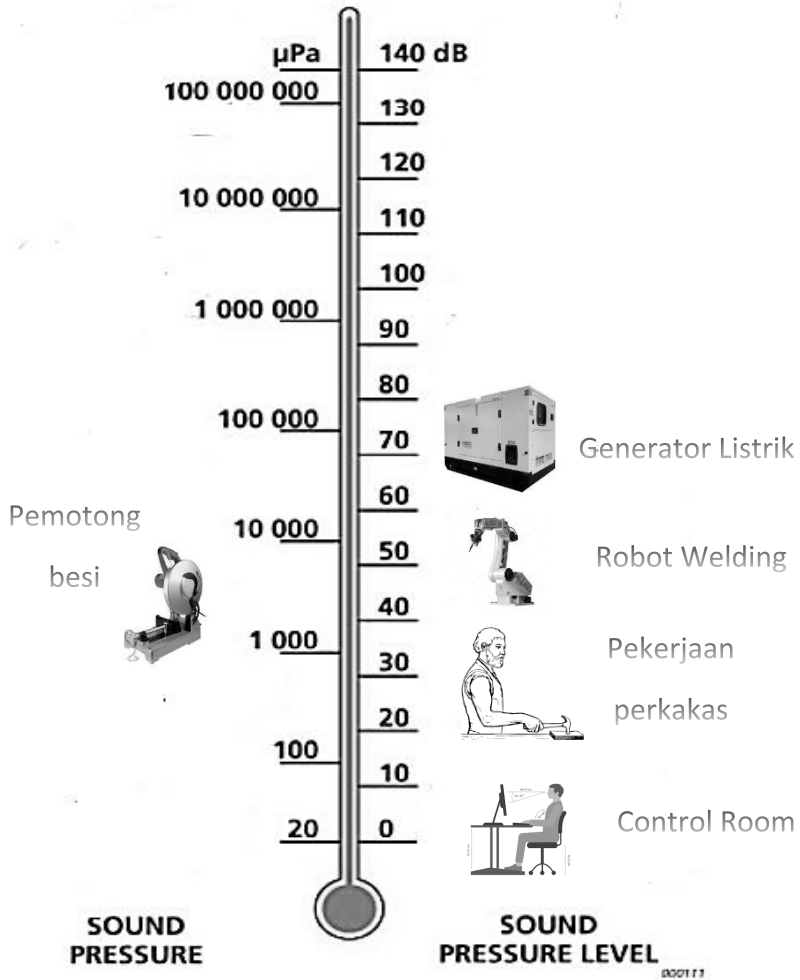 µPa 140 dB
100 000 000
130
120
10 000 000
110
100
1 000 000
90
80
100 000
70
Generator Listrik
60
Pemotong
besi
10 000
50
Robot Welding
40
1 000
30
Pekerjaan
perkakas
20
100
10
20 0
Control Room
SOUND
PRESSURE
SOUND
PRESSURE LEVEL
000111